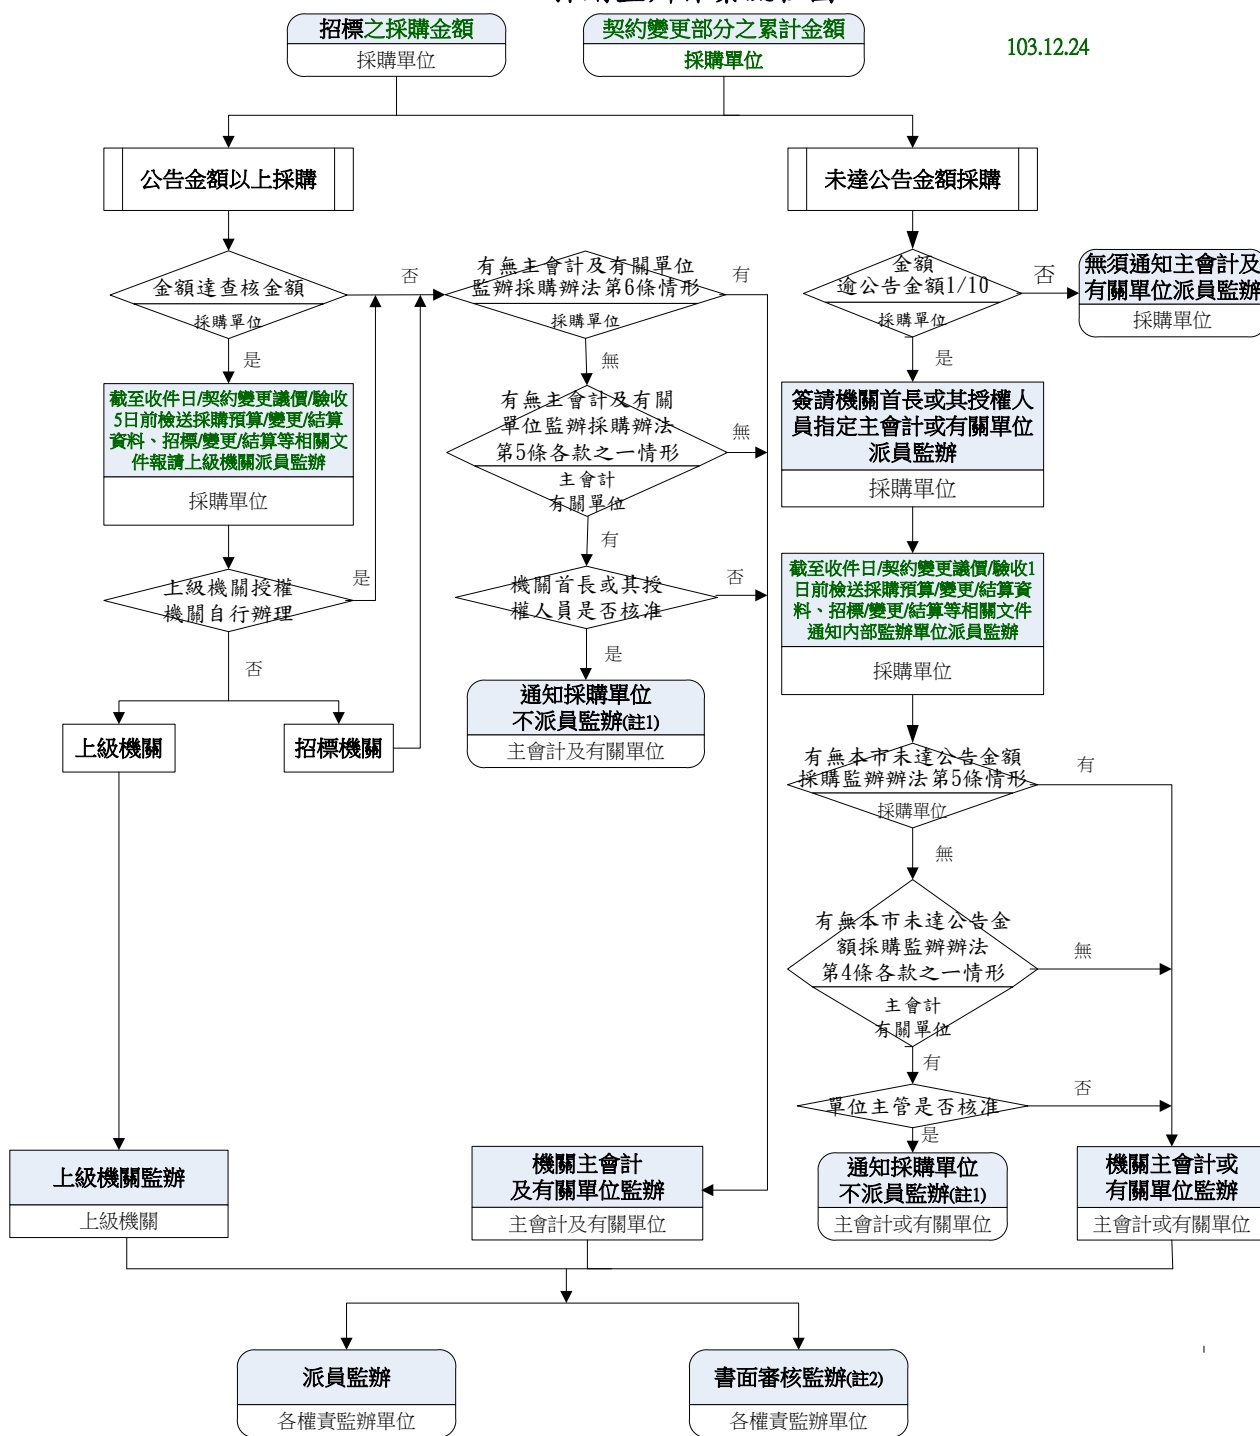 招標之採購金額
採購單位
契約變更部分之累計金額
採購單位
103.12.24
公告金額以上採購
未達公告金額採購
金額達查核金額
採購單位
否
是
有無主會計及有關單位
監辦採購辦法第6條情形
採購單位
有
無
金額
逾公告金額1/10
採購單位
否
是
無須通知主會計及
有關單位派員監辦
採購單位
截至收件日/契約變更議價/驗收
5日前檢送採購預算/變更/結算
資料、招標/變更/結算等相關文
件報請上級機關派員監辦
採購單位
有無主會計及有關
單位監辦採購辦法
第5條各款之一情形
主會計
有關單位
無
有
簽請機關首長或其授權人
員指定主會計或有關單位
派員監辦
採購單位
上級機關授權
機關自行辦理
是
否
機關首長或其授
權人員是否核准
否
是
截至收件日/契約變更議價/驗收1
日前檢送採購預算/變更/結算資
料、招標/變更/結算等相關文件
通知內部監辦單位派員監辦
採購單位
上級機關
招標機關
通知採購單位
不派員監辦(註1)
主會計及有關單位
有無本市未達公告金額
採購監辦辦法第5條情形
採購單位
有
無
有無本市未達公告金
額採購監辦辦法
第4條各款之一情形
主會計
有關單位
無
有
單位主管是否核准
否
是
上級機關監辦
上級機關
機關主會計
及有關單位監辦
主會計及有關單位
通知採購單位
不派員監辦(註1)
主會計或有關單位
機關主會計或
有關單位監辦
主會計或有關單位
派員監辦
各權責監辦單位
書面審核監辦(註2)
各權責監辦單位